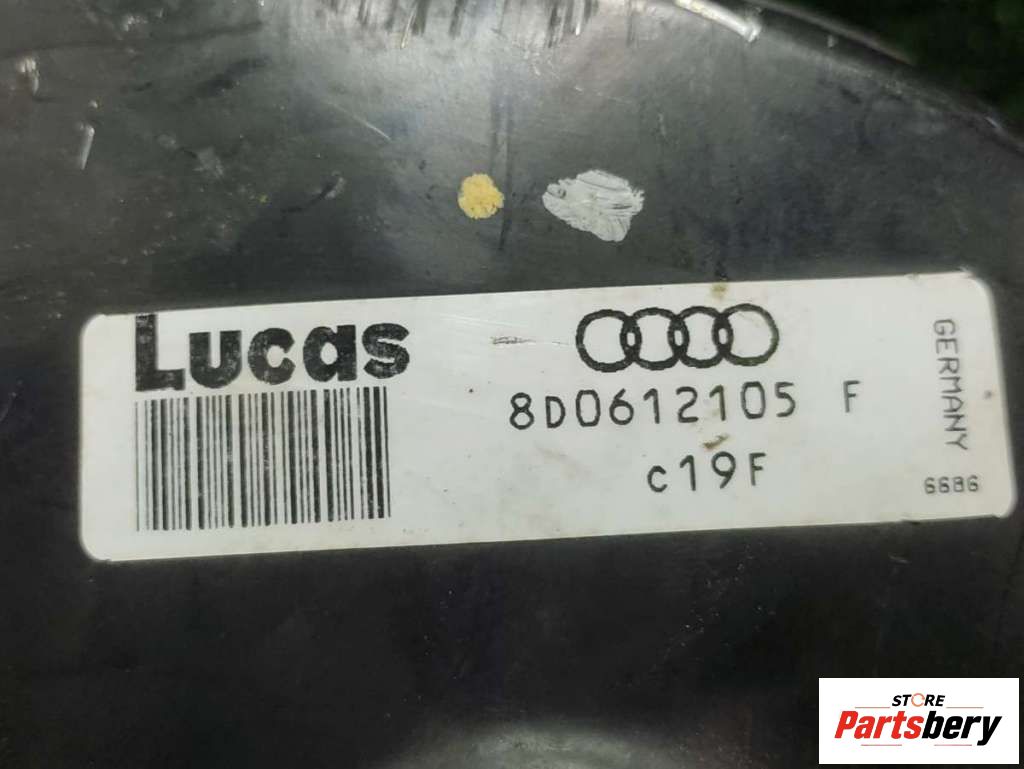 Lucas
8D0612105 F
c19F
GERMANY
6686
STORE
Partsbery